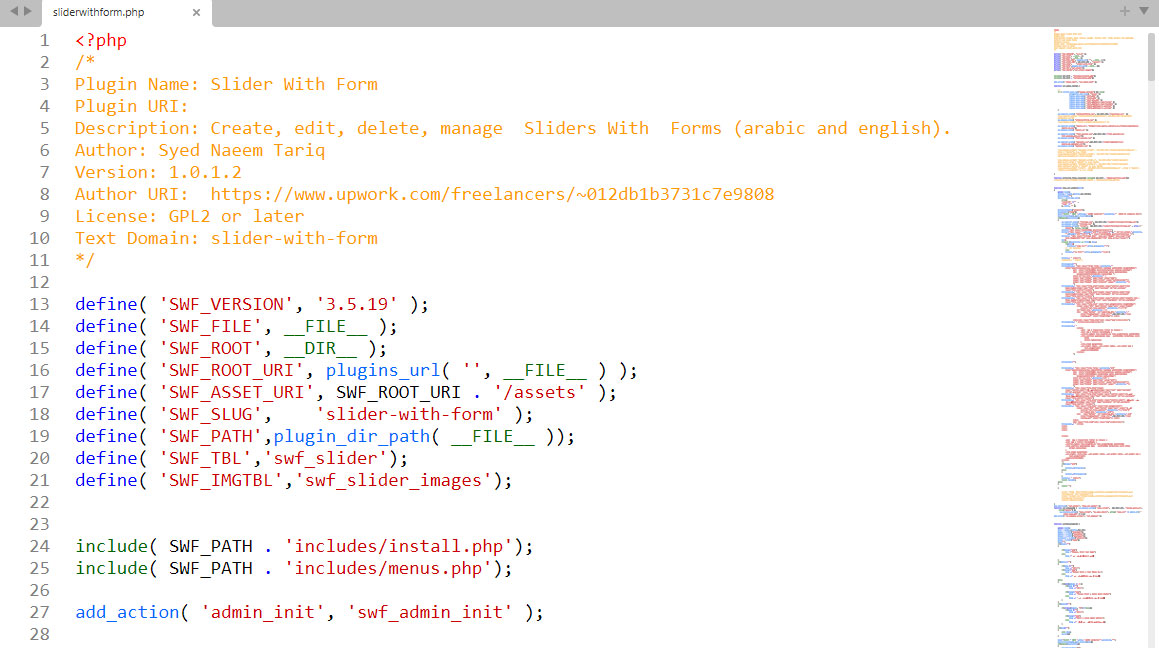 sliderwithform.php
1 <?php
2 /*
3 Plugin Name: Slider With Form
4 Plugin URI:
5 Description: Create, edit, delete, manage  Sliders With  Forms (arabic and english).
6 Author: Syed Naeem Tariq
7 Version: 1.0.1.2
8 Author URI:  https://www.upwork.com/freelancers/~012db1b3731c7e9808
9 License: GPL2 or later
10 Text Domain: slider-with-form
11 */
12
13 define( 'SWF_VERSION', '3.5.19' );
14 define( 'SWF_FILE', __FILE__ );
15 define( 'SWF_ROOT', __DIR__ );
16 define( 'SWF_ROOT_URI', plugins_url( '', __FILE__ ) );
17 define( 'SWF_ASSET_URI', SWF_ROOT_URI . '/assets' );
18 define( 'SWF_SLUG',    'slider-with-form' );
19 define( 'SWF_PATH',plugin_dir_path( __FILE__ ));
20 define( 'SWF_TBL','swf_slider');
21 define( 'SWF_IMGTBL','swf_slider_images');
22
23
24 include( SWF_PATH . 'includes/install.php');
25 include( SWF_PATH . 'includes/menus.php');
26
27 add_action( 'admin_init', 'swf_admin_init' );
28